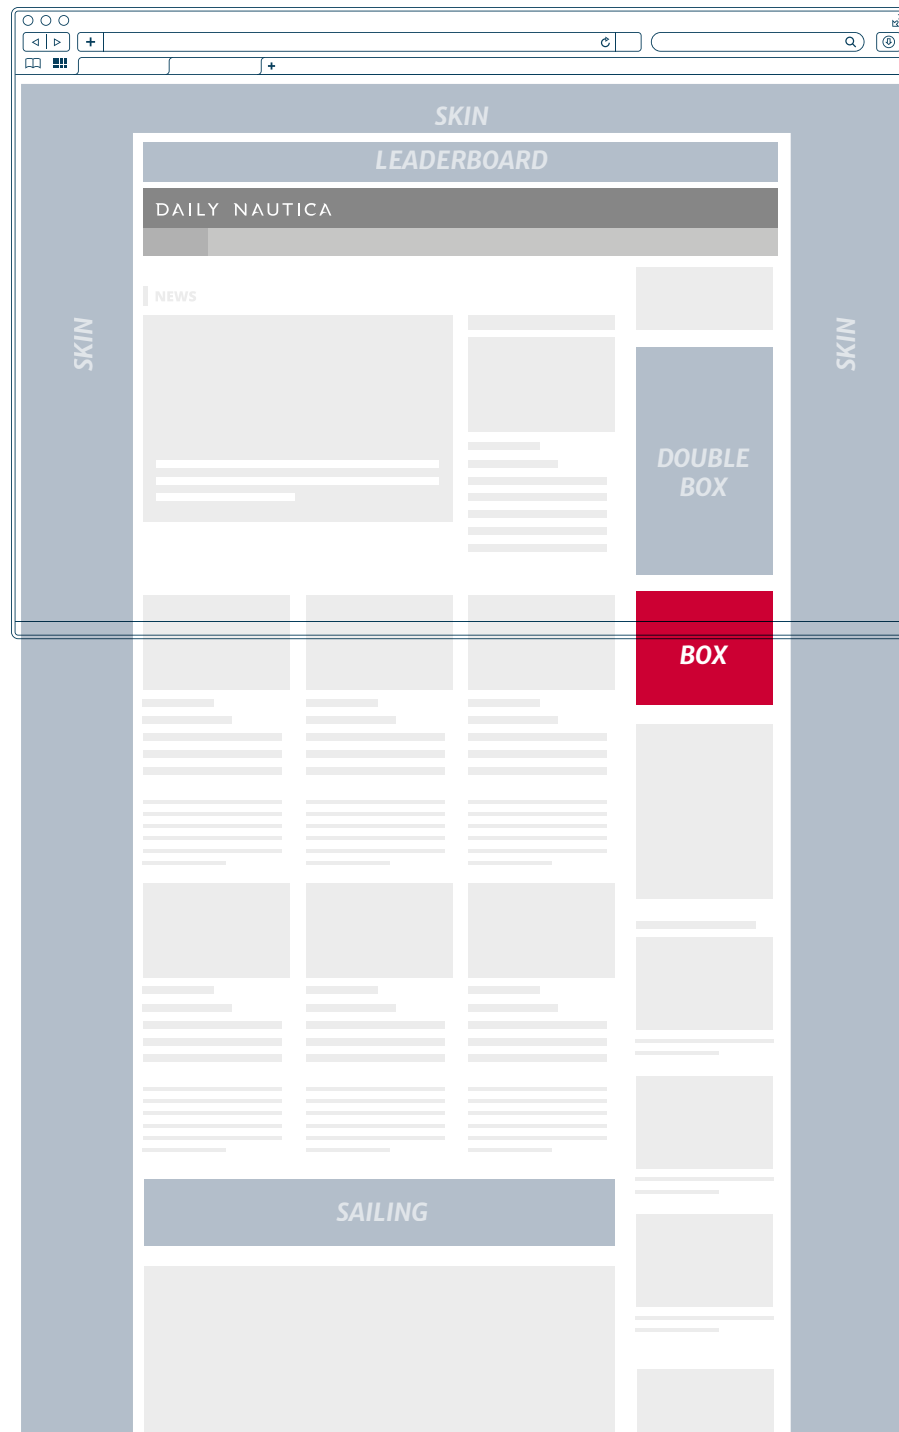 SKIN
LEADERBOARD
DAILY NAUTICA
NEWS
SKIN
SKIN
DOUBLE
BOX
BOX
SAILING